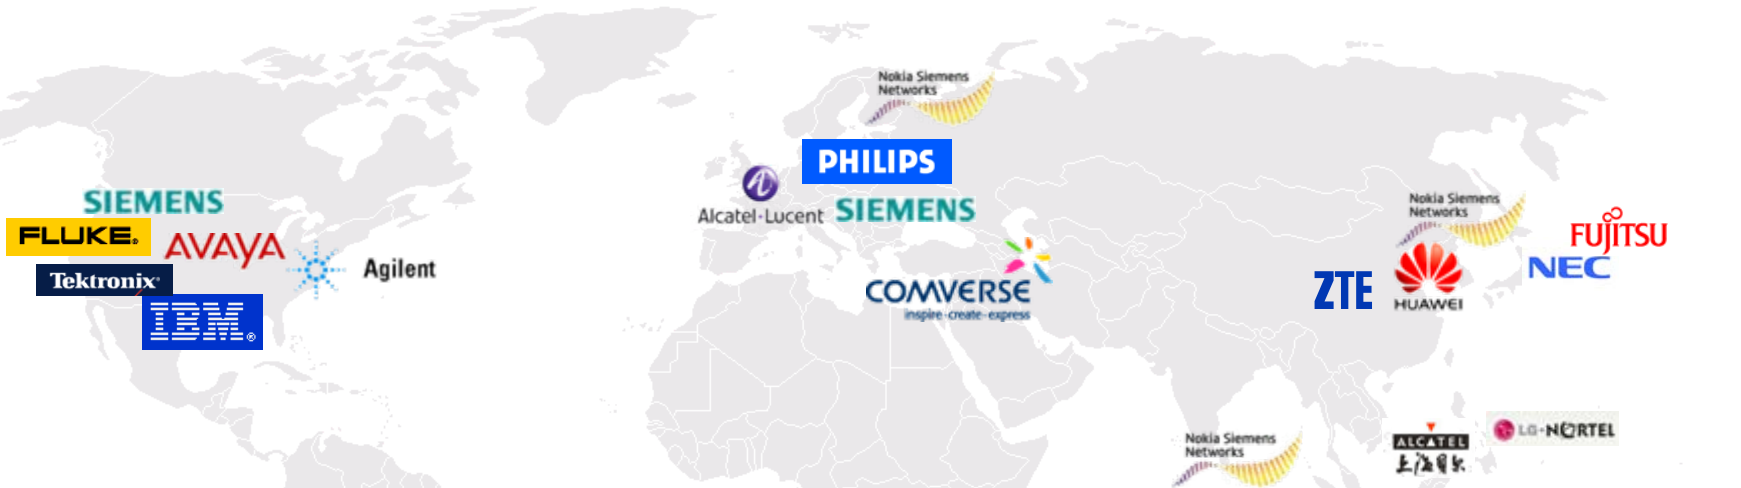 Nokia Siemens
Networks
PHILIPS
Alcatel·Lucent
SIEMENS
COMVERSE
inspire·create·express
SIEMENS
FLUKE®
AVAYA
Agilent
Tektronix®
IBM®
Nokia Siemens
Networks
FUJITSU
NEC
ZTE
HUAWEI
Nokia Siemens
Networks
ALCATEL
上海贝尔
LG·NORTEL